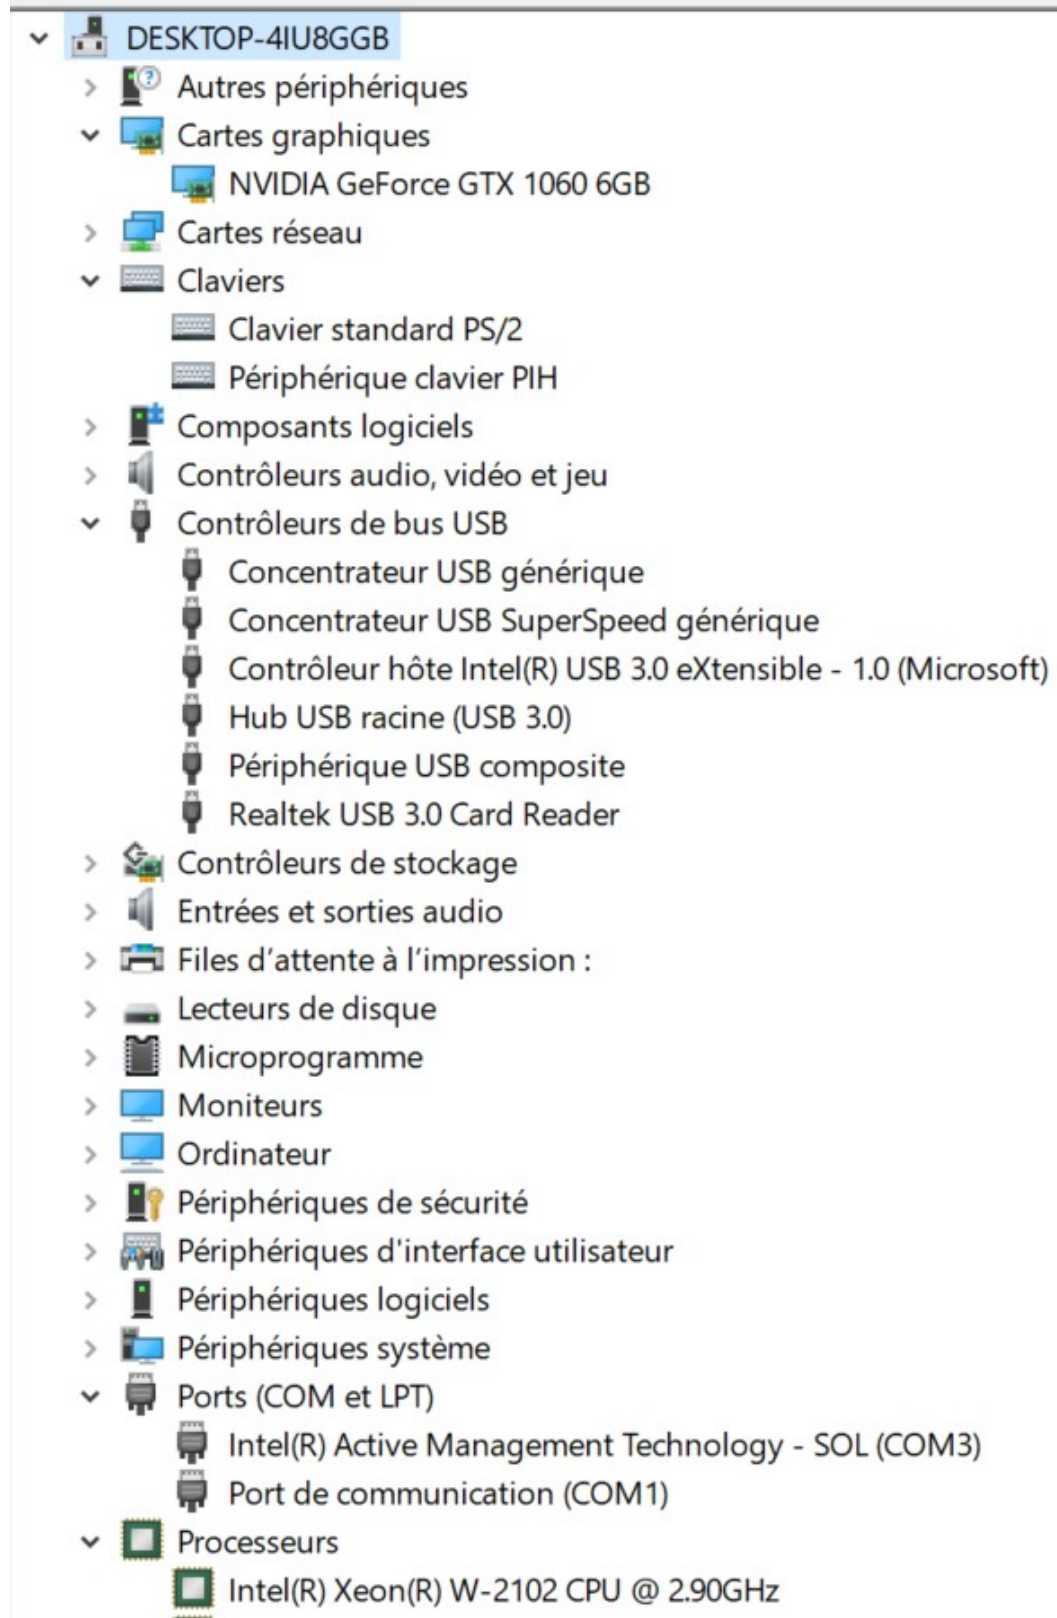 DESKTOP-4IU8GGB
Autres périphériques
Cartes graphiques
NVIDIA GeForce GTX 1060 6GB
Cartes réseau
Claviers
Clavier standard PS/2
Périphérique clavier PIH
Composants logiciels
Contrôleurs audio, vidéo et jeu
Contrôleurs de bus USB
Concentrateur USB générique
Concentrateur USB SuperSpeed générique
Contrôleur hôte Intel(R) USB 3.0 eXtensible - 1.0 (Microsoft)
Hub USB racine (USB 3.0)
Périphérique USB composite
Realtek USB 3.0 Card Reader
Contrôleurs de stockage
Entrées et sorties audio
Files d’attente à l’impression :
Lecteurs de disque
Microprogramme
Moniteurs
Ordinateur
Périphériques de sécurité
Périphériques d'interface utilisateur
Périphériques logiciels
Périphériques système
Ports (COM et LPT)
Intel(R) Active Management Technology - SOL (COM3)
Port de communication (COM1)
Processeurs
Intel(R) Xeon(R) W-2102 CPU @ 2.90GHz